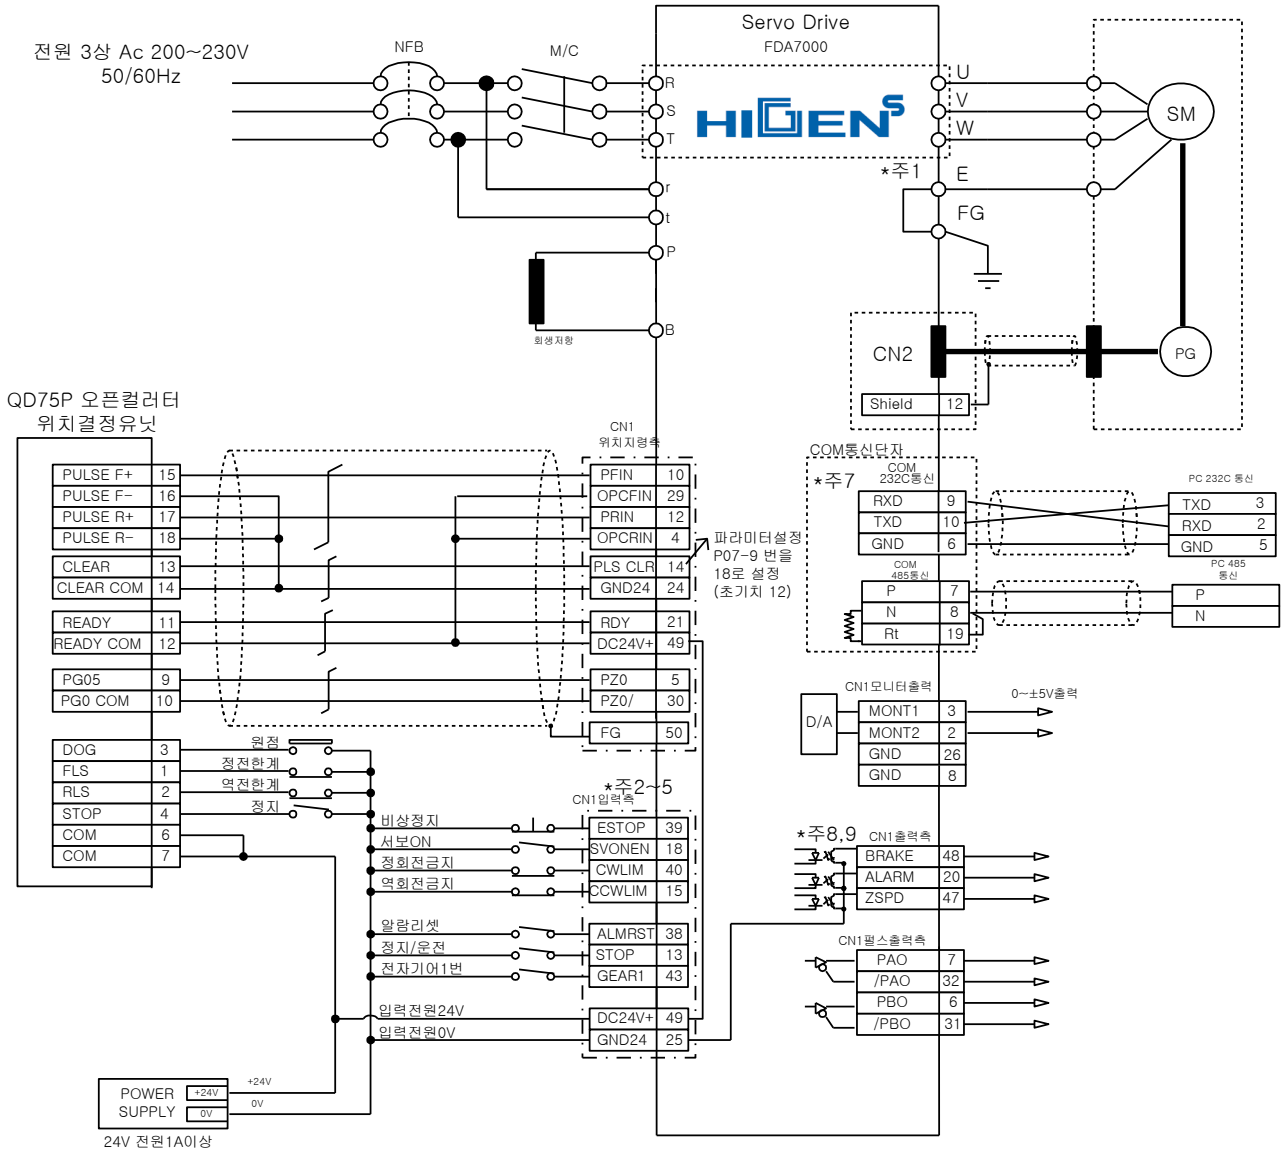 Servo Drive
FDA7000
전원 3상 Ac 200~230V
50/60Hz
NFB
M/C
R
S
T
HIGEN S
U
V
W
SM
*주1
E
r
FG
t
P
B
회생저항
CN2
PG
Shield 12
QD75P 오픈컬러터
위치결정유닛
CN1
위치지령측
PULSE F+ 15
PULSE F- 16
PULSE R+ 17
PULSE R- 18
CLEAR 13
CLEAR COM 14
READY 11
READY COM 12
PG05 9
PG0 COM 10
DOG 3
FLS 1
RLS 2
STOP 4
COM 6
COM 7
원점
정전한계
역전한계
정지
PFIN 10
OPCFIN 29
PRIN 12
OPCRIN 4
PLS CLR 14
GND24 24
RDY 21
DC24V+ 49
PZ0 5
PZ0/ 30
FG 50
파라미터설정
P07-9 번을
18로 설정
(초기치 12)
COM통신단자
*주7
COM
232C통신
RXD 9
TXD 10
GND 6
PC 232C 통신
TXD 3
RXD 2
GND 5
COM
485통신
P 7
N 8
Rt 19
PC 485
통신
P
N
CN1모니터출력
0~±5V출력
D/A
MONT1 3
MONT2 2
GND 26
GND 8
*주2~5
CN1입력측
비상정지
서보ON
정회전금지
역회전금지
알람리셋
정지/운전
전자기어1번
입력전원24V
입력전원0V
ESTOP 39
SVONEN 18
CWLIM 40
CCWLIM 15
ALMRST 38
STOP 13
GEAR1 43
DC24V+ 49
GND24 25
*주8,9
CN1출력측
BRAKE 48
ALARM 20
ZSPD 47
CN1펄스출력측
PAO 7
/PAO 32
PBO 6
/PBO 31
POWER
SUPPLY
+24V
0V
+24V
0V
24V 전원1A이상